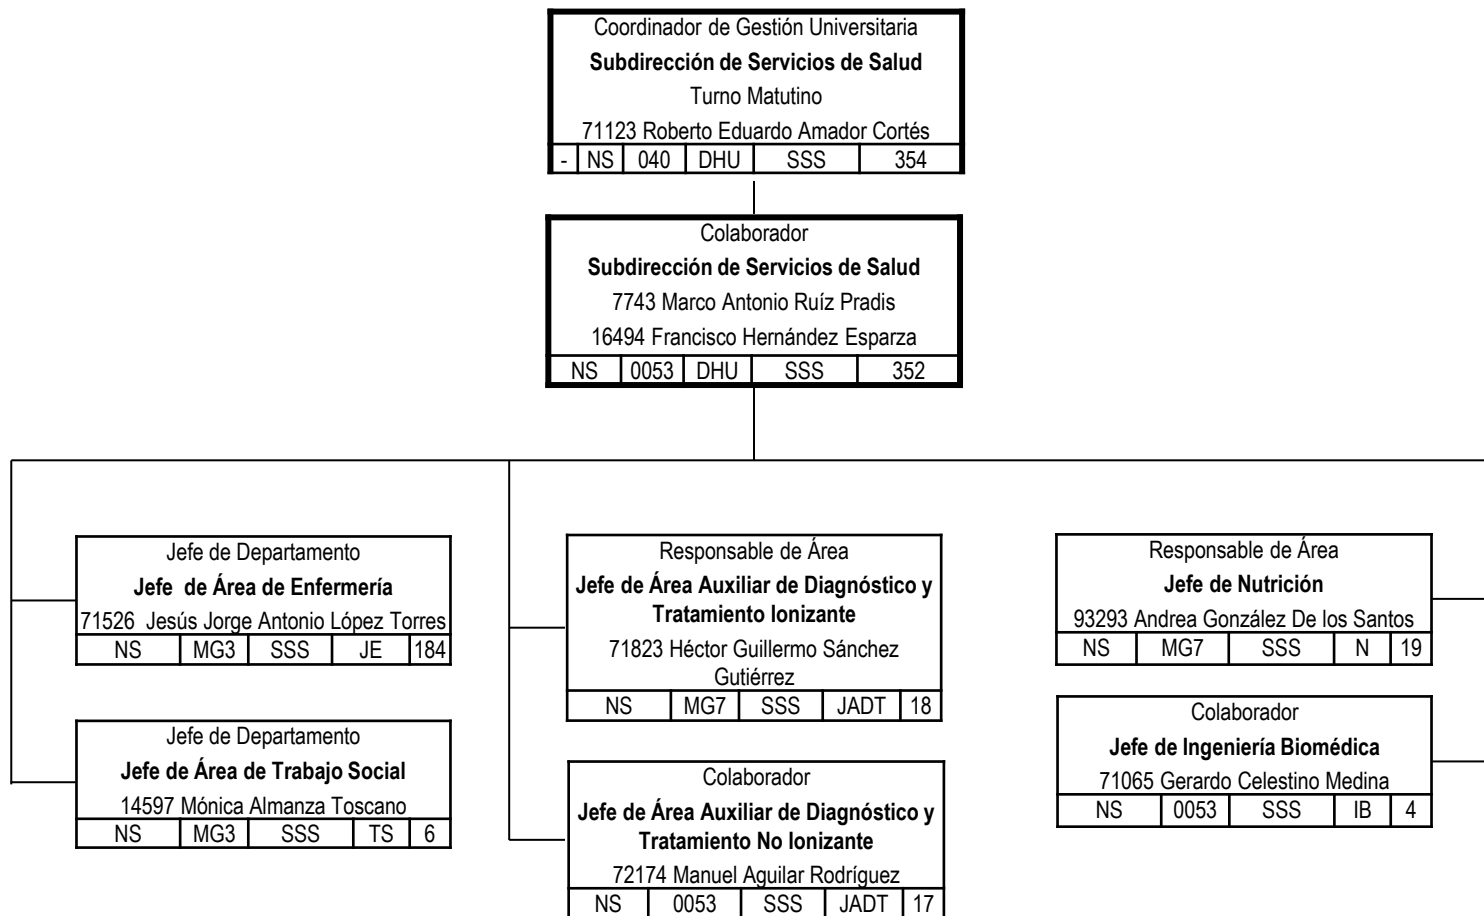 Coordinador de Gestión Universitaria
Subdirección de Servicios de Salud
Turno Matutino
71123 Roberto Eduardo Amador Cortés
- NS 040 DHU SSS 354
Colaborador
Subdirección de Servicios de Salud
7743 Marco Antonio Ruíz Pradis
16494 Francisco Hernández Esparza
NS 0053 DHU SSS 352
Jefe de Departamento
Jefe de Área de Enfermería
71526 Jesús Jorge Antonio López Torres
NS MG3 SSS JE 184
Jefe de Departamento
Jefe de Área de Trabajo Social
14597 Mónica Almanza Toscano
NS MG3 SSS TS 6
Responsable de Área
Jefe de Área Auxiliar de Diagnóstico y
Tratamiento Ionizante
71823 Héctor Guillermo Sánchez
Gutiérrez
NS MG7 SSS JADT 18
Colaborador
Jefe de Área Auxiliar de Diagnóstico y
Tratamiento No Ionizante
72174 Manuel Aguilar Rodríguez
NS 0053 SSS JADT 17
Responsable de Área
Jefe de Nutrición
93293 Andrea González De los Santos
NS MG7 SSS N 19
Colaborador
Jefe de Ingeniería Biomédica
71065 Gerardo Celestino Medina
NS 0053 SSS IB 4